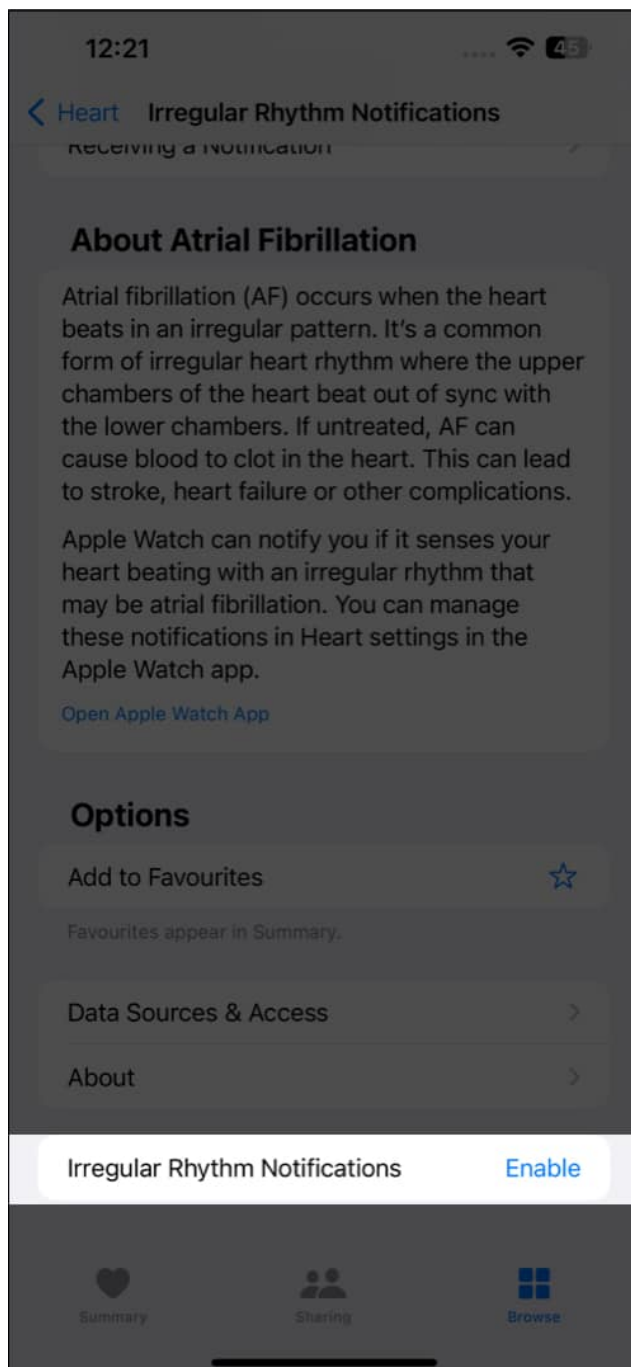 12:21
45
Heart
Irregular Rhythm Notifications
Receiving a Notification
About Atrial Fibrillation
Atrial fibrillation (AF) occurs when the heart
beats in an irregular pattern. It's a common
form of irregular heart rhythm where the upper
chambers of the heart beat out of sync with
the lower chambers. If untreated, AF can
cause blood to clot in the heart. This can lead
to stroke, heart failure or other complications.
Apple Watch can notify you if it senses your
heart beating with an irregular rhythm that
may be atrial fibrillation. You can manage
these notifications in Heart settings in the
Apple Watch app.
Open Apple Watch App
Options
Add to Favourites
Favourites appear in Summary.
Data Sources & Access
About
Irregular Rhythm Notifications Enable
Summary Sharing Browse